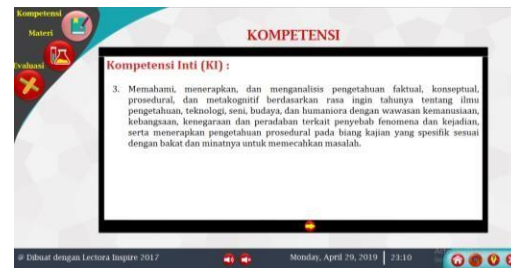 Kompetensi
Materi
Evaluasi
KOMPETENSI
Kompetensi Inti (KI) :
3. Memahami, menerapkan, dan menganalisis pengetahuan faktual, konseptual,
prosedural, dan metakognitif berdasarkan rasa ingin tahunya tentang ilmu
pengetahuan, teknologi, seni, budaya, dan humaniora dengan wawasan kemanusiaan,
kebangsaan, kenegaraan dan peradaban terkait penyebab fenomena dan kejadian,
serta menerapkan pengetahuan prosedural pada biang kajian yang spesifik sesuai
dengan bakat dan minatnya untuk memecahkan masalah.
@ Dibuat dengan Lectora Inspire 2017
Monday, April 29, 2019 | 23:10